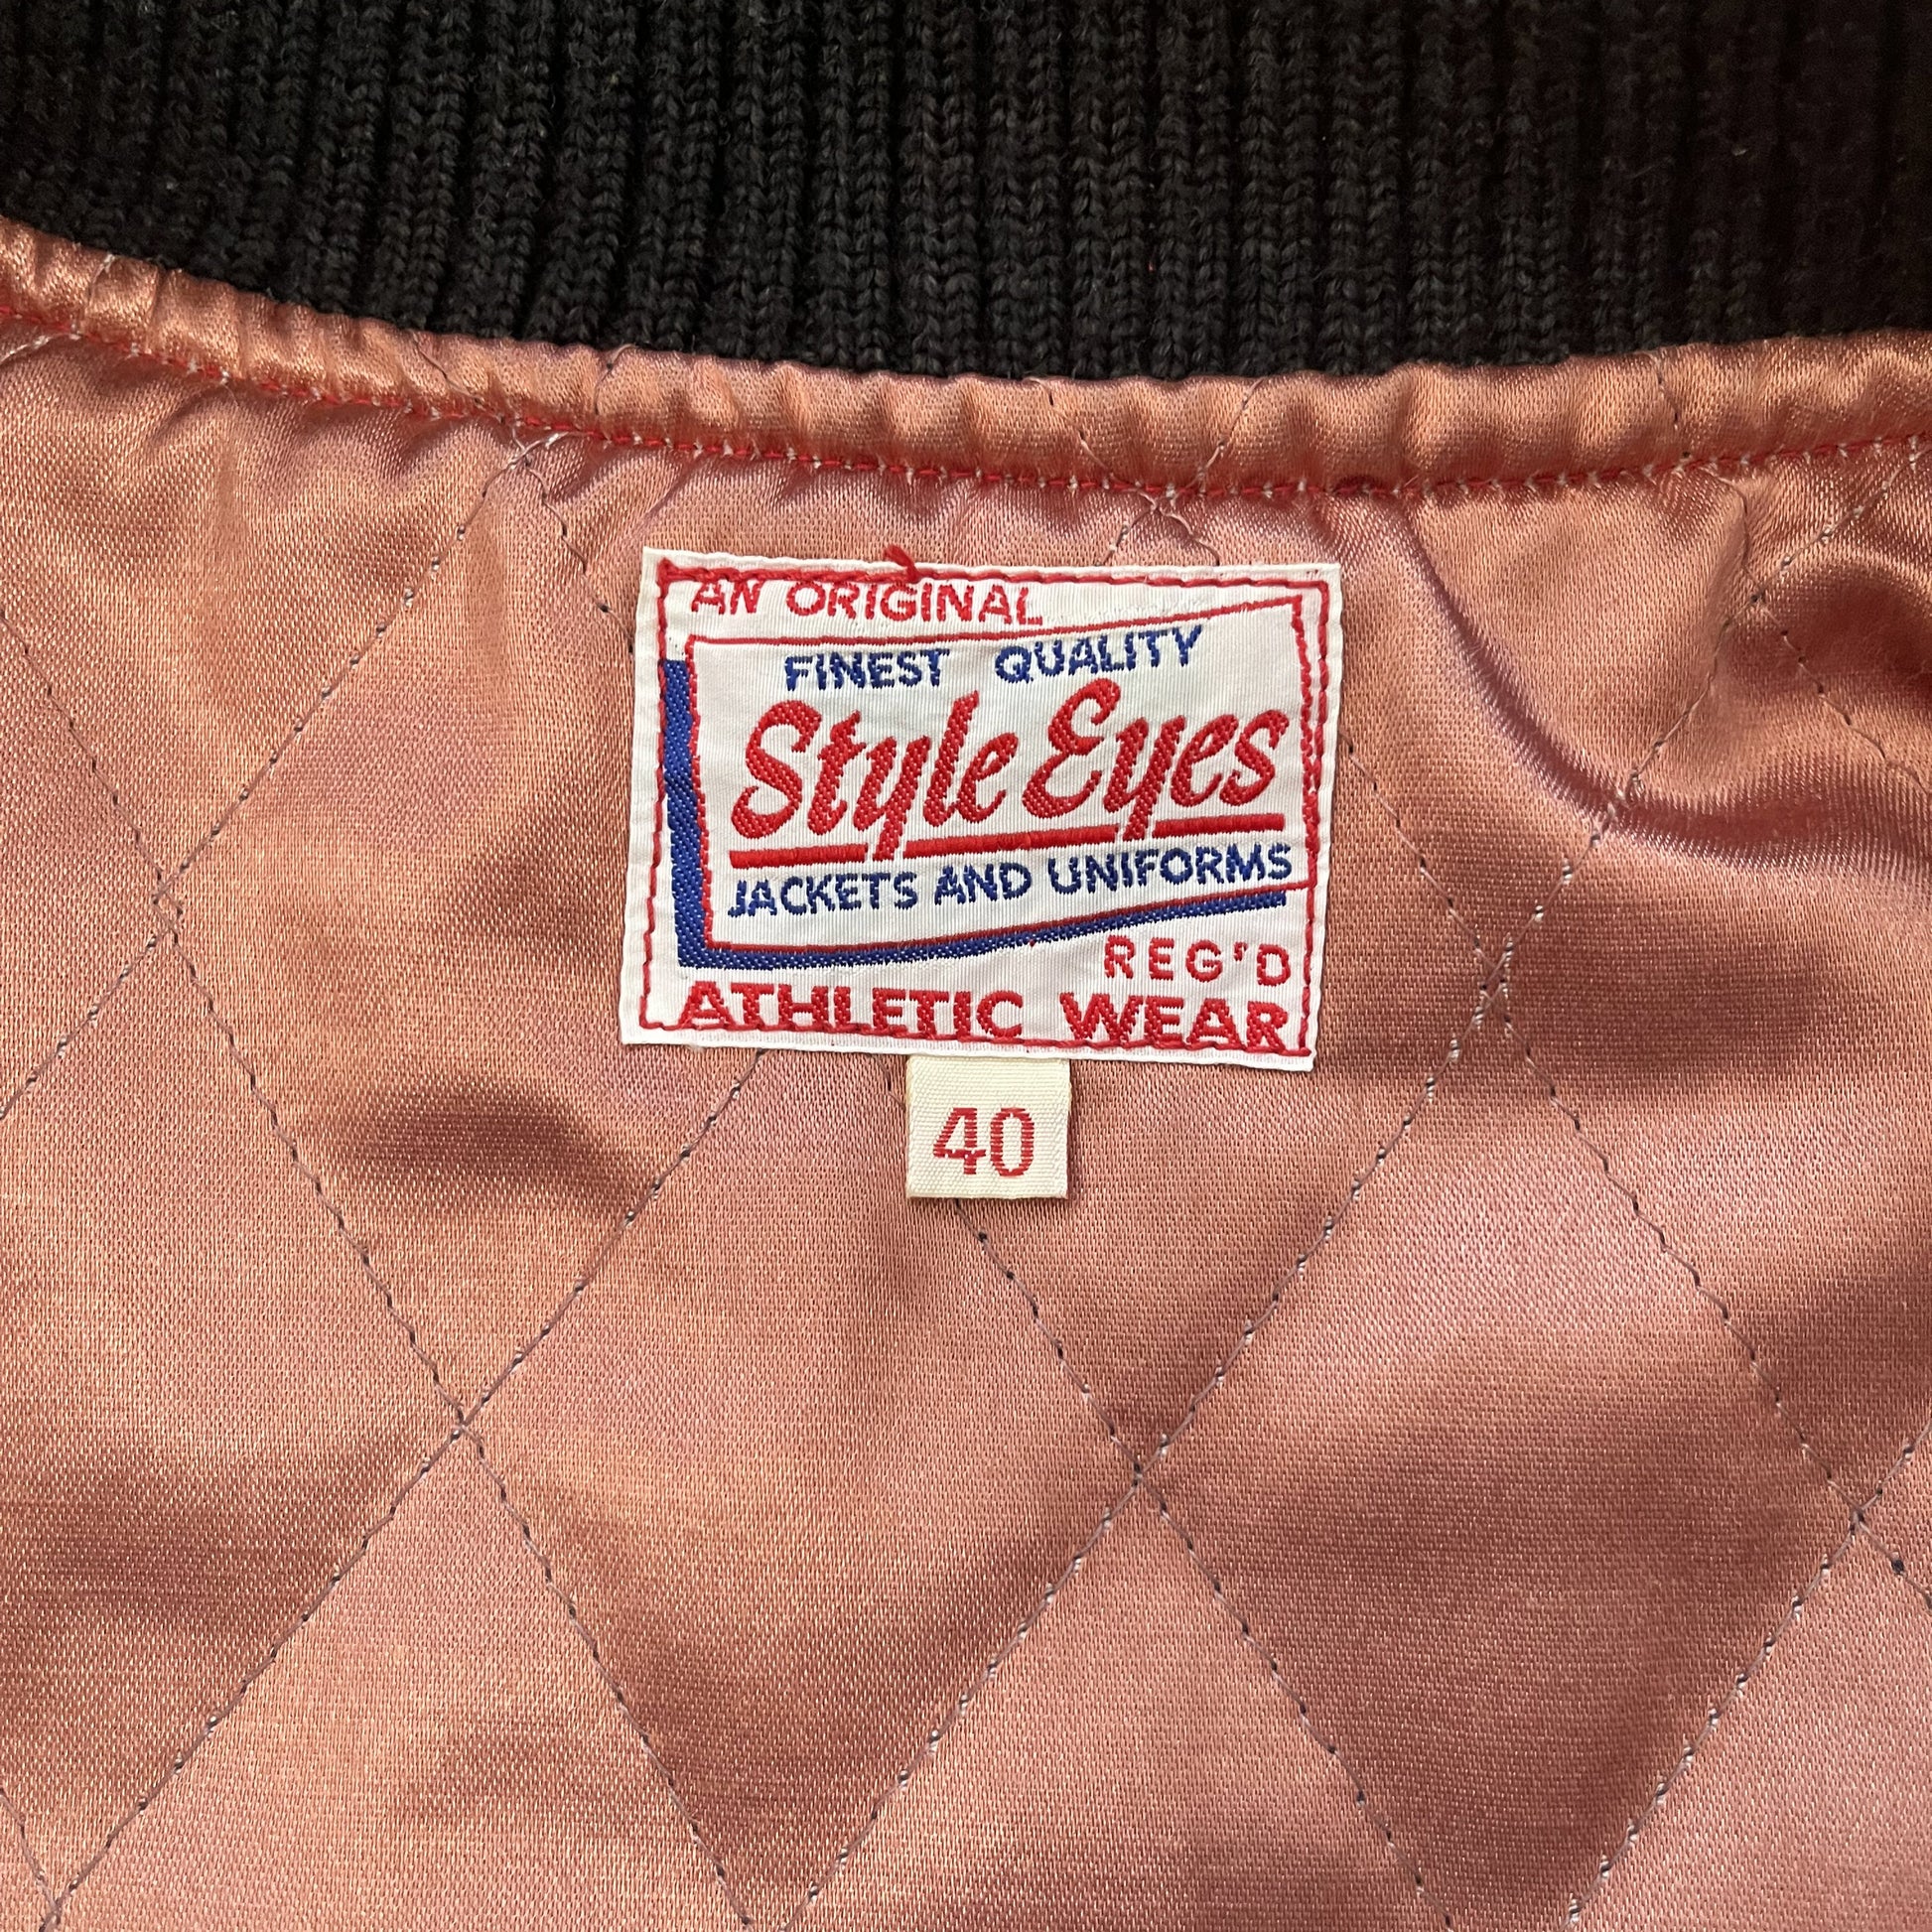 AN ORIGINAL
FINEST QUALITY
Style Eyes
JACKETS AND UNIFORMS
REG'D
ATHLETIC WEAR
40